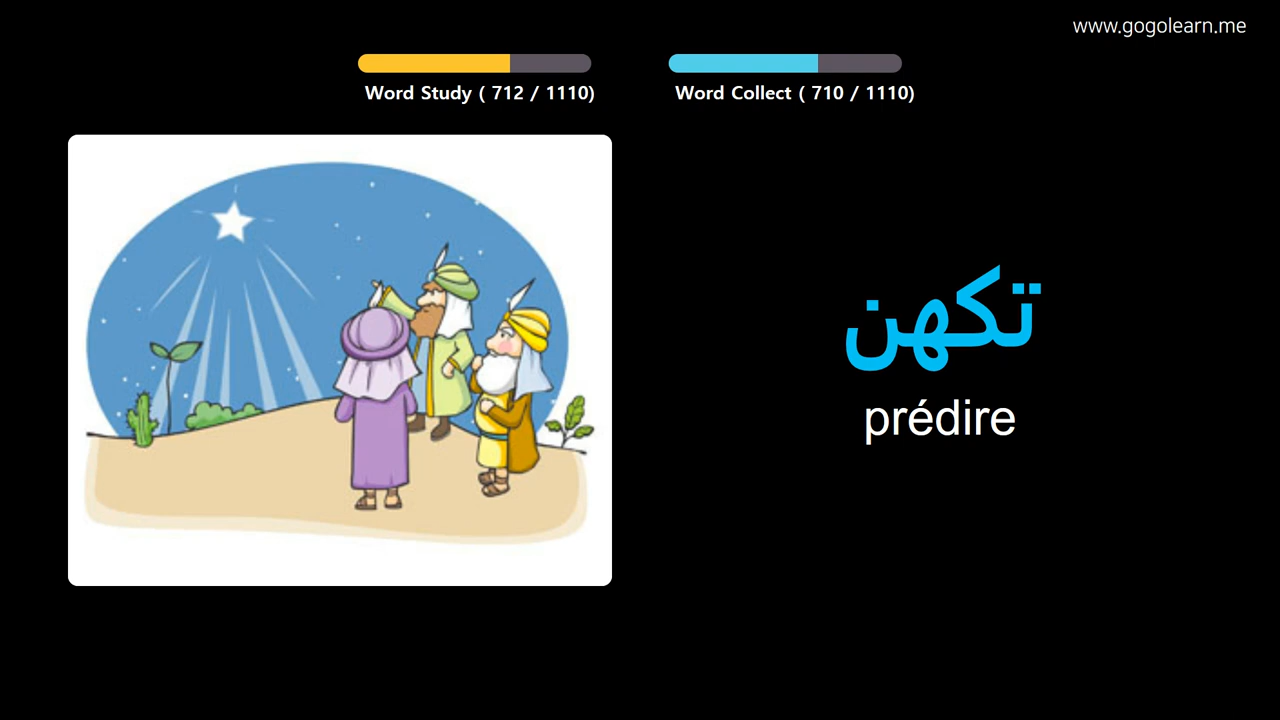 www.gogolearn.me
Word Study ( 712 / 1110)
Word Collect ( 710 / 1110)
تكهن
prédire